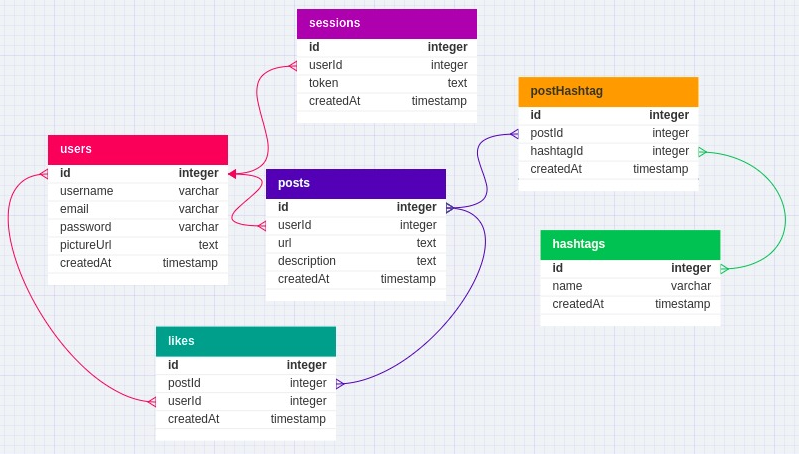 sessions
id integer
userId integer
token text
createdAt timestamp
postHashtag
id integer
postId integer
hashtagId integer
createdAt timestamp
users
id integer
username varchar
email varchar
password varchar
pictureUrl text
createdAt timestamp
posts
id integer
userId integer
url text
description text
createdAt timestamp
hashtags
id integer
name varchar
createdAt timestamp
likes
id integer
postId integer
userId integer
createdAt timestamp